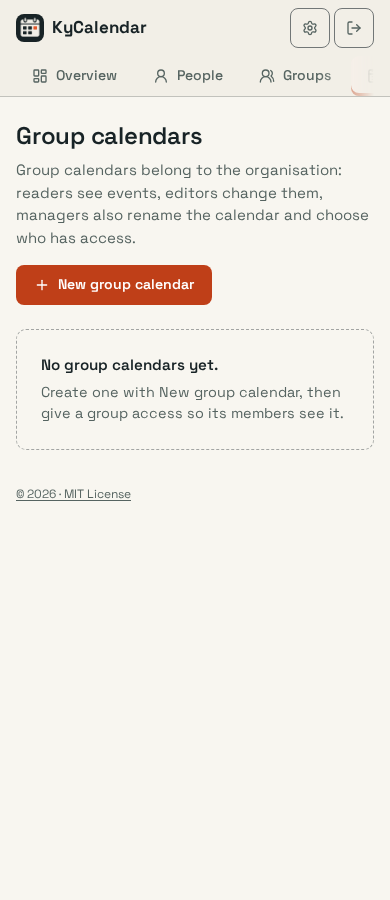 KyCalendar
Overview
People
Groups
Group calendars
Group calendars belong to the organisation:
readers see events, editors change them,
managers also rename the calendar and choose
who has access.
New group calendar
No group calendars yet.
Create one with New group calendar, then
give a group access so its members see it.
© 2026 · MIT License